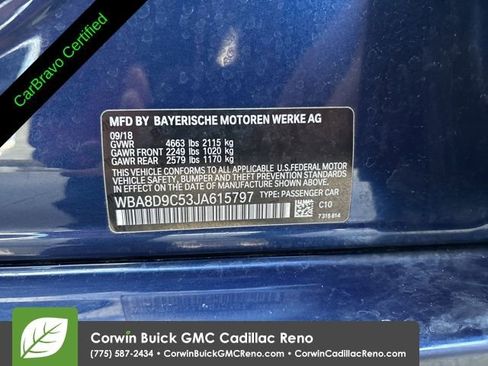 CarBravo Certified
MFD BY BAYERISCHE MOTOREN WERKE AG
09/18
GVWR 4663 lbs 2115 kg
GAWR FRONT 2249 lbs 1020 kg
GAWR REAR 2579 lbs 1170 kg
THIS VEHICLE CONFORMS TO ALL APPLICABLE U.S. FEDERAL MOTOR
VEHICLE SAFETY, BUMPER, AND THEFT PREVENTION STANDARDS
IN EFFECT ON THE DATE OF MANUFACTURE SHOWN ABOVE.
WBA8D9C53JA615797 TYPE: PASSENGER CAR
C10
7 315 814
Corwin Buick GMC Cadillac Reno
(775) 587-2434 • CorwinBuickGMCReno.com • CorwinCadillacReno.com